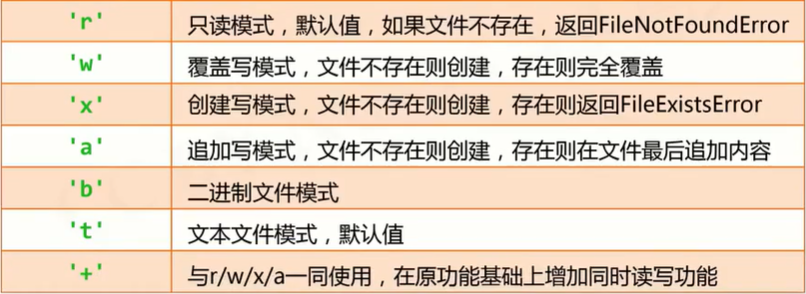 'r' 只读模式，默认值，如果文件不存在，返回FileNotFoundError
'w' 覆盖写模式，文件不存在则创建，存在则完全覆盖
'x' 创建写模式，文件不存在则创建，存在则返回FileExistsError
'a' 追加写模式，文件不存在则创建，存在则在文件最后追加内容
'b' 二进制文件模式
't' 文本文件模式，默认值
'+' 与r/w/x/a一同使用，在原功能基础上增加同时读写功能